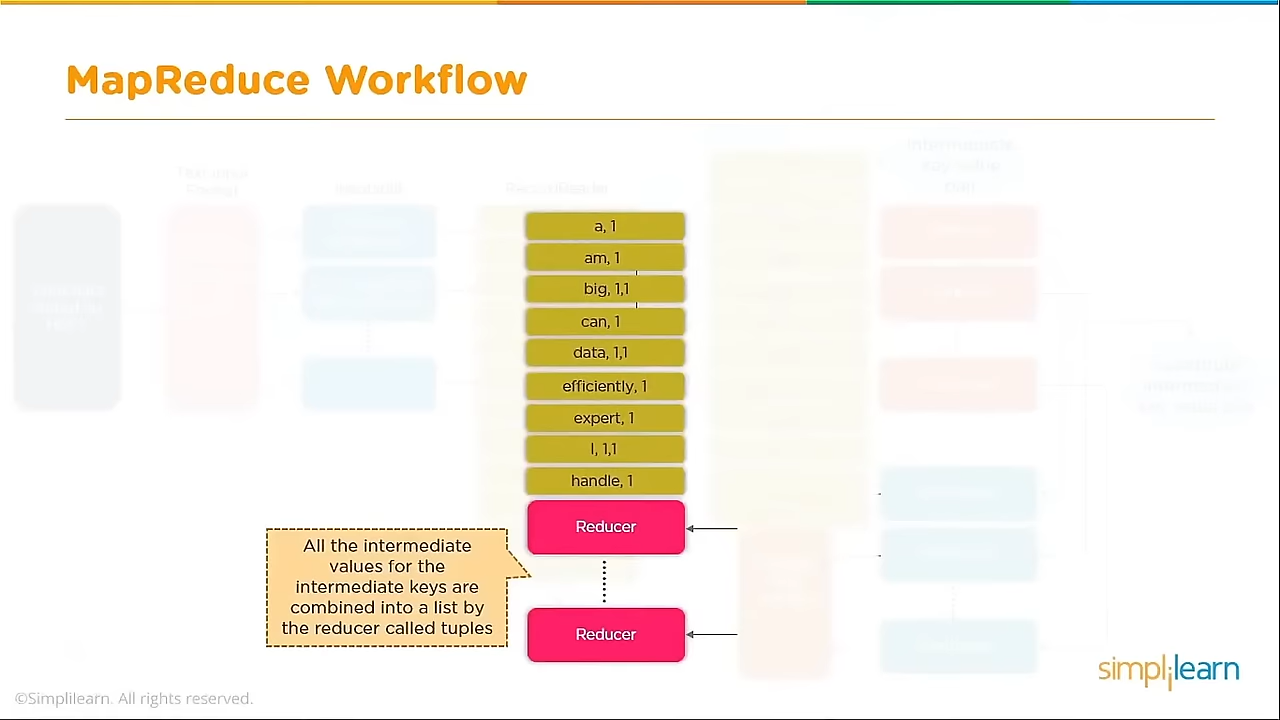 MapReduce Workflow
RecordReader
a, 1
am, 1
big, 1,1
can, 1
data, 1,1
efficiently, 1
expert, 1
I, 1,1
handle, 1
Reducer
All the intermediate
values for the
intermediate keys are
combined into a list by
the reducer called tuples
Reducer
simplilearn
©Simplilearn. All rights reserved.